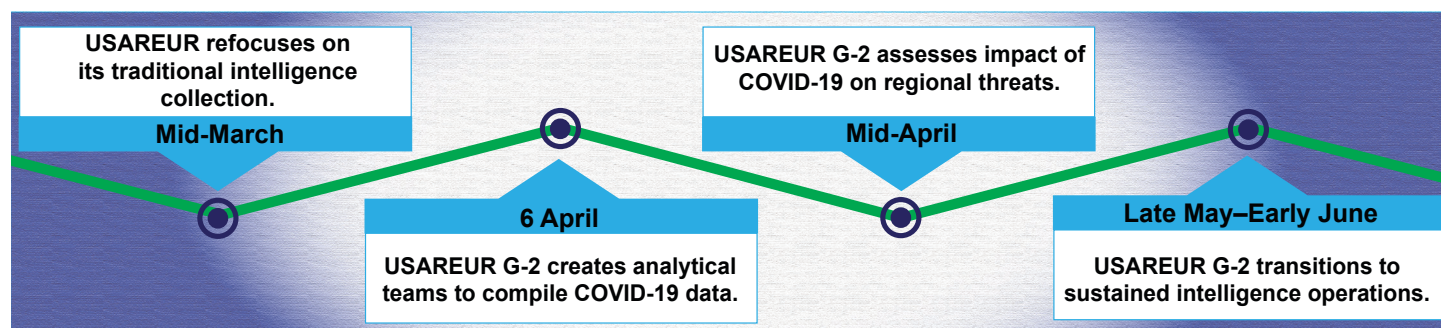 USAREUR refocuses on
its traditional intelligence
collection.
Mid-March
6 April
USAREUR G-2 creates analytical
teams to compile COVID-19 data.
USAREUR G-2 assesses impact of
COVID-19 on regional threats.
Mid-April
Late May–Early June
USAREUR G-2 transitions to
sustained intelligence operations.